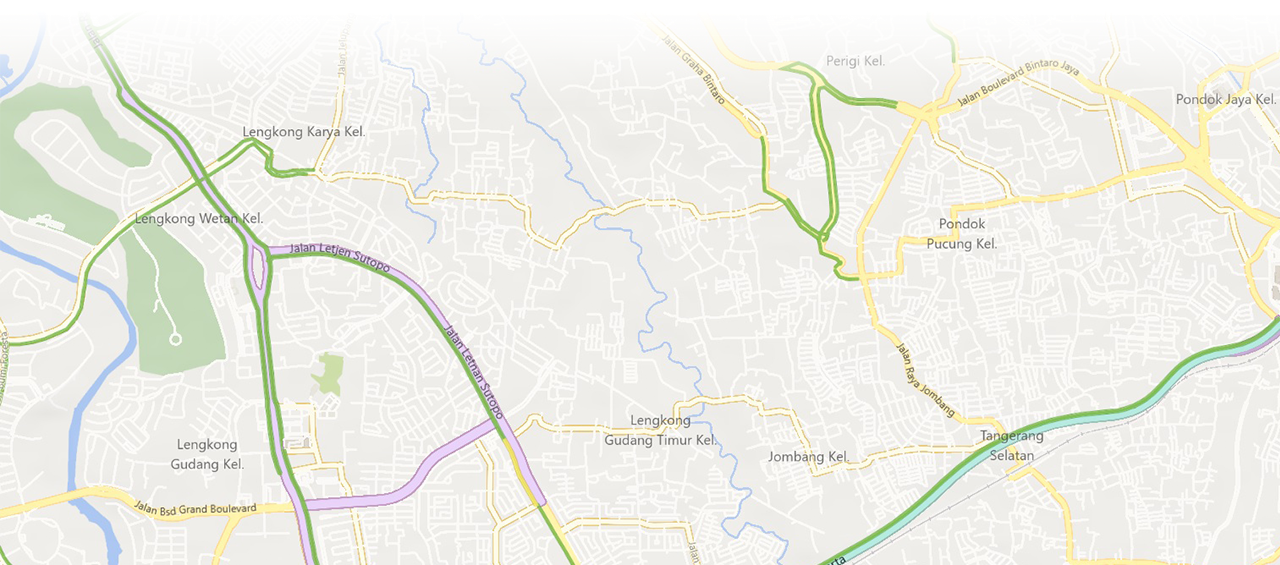 Jalan Graha Bintaro
Perigi Kel.
Jalan Boulevard Bintaro Jaya
Pondok Jaya Kel.
Lengkong Karya Kel.
Lengkong Wetan Kel.
Pondok
Pucung Kel.
Jalan Letjen Sutopo
Jalan Letnan Sutopo
Jalan Raya Jombang
Lengkong
Gudang Timur Kel.
Tangerang
Selatan
Lengkong
Gudang Kel.
Jombang Kel.
Jalan Bsd Grand Boulevard
Jalan